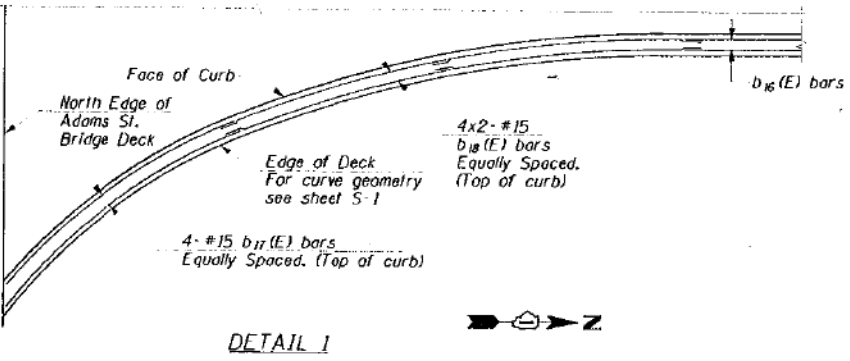 Face of Curb
North Edge of
Adams St.
Bridge Deck
b16(E) bars
4x2- #15
b18(E) bars
Equally Spaced.
(Top of curb)
Edge of Deck
For curve geometry
see sheet S-1
4- #15 b17(E) bars
Equally Spaced. (Top of curb)
N
DETAIL 1